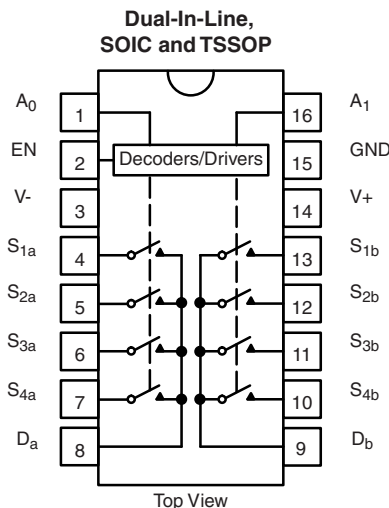 Dual-In-Line,
SOIC and TSSOP
A0 1 16 A1
EN 2 Decoders/Drivers 15 GND
V- 3 14 V+
S1a 4 13 S1b
S2a 5 12 S2b
S3a 6 11 S3b
S4a 7 10 S4b
Da 8 9 Db
Top View